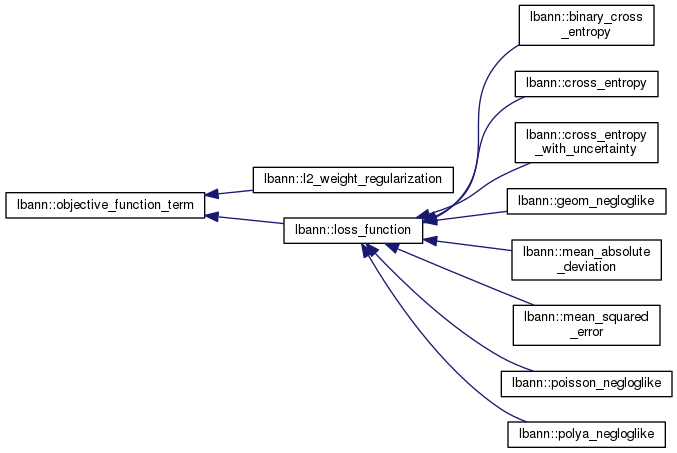 lbann::binary_cross
_entropy
lbann::cross_entropy
lbann::cross_entropy
_with_uncertainty
lbann::l2_weight_regularization
lbann::geom_negloglike
lbann::objective_function_term
lbann::loss_function
lbann::mean_absolute
_deviation
lbann::mean_squared
_error
lbann::poisson_negloglike
lbann::polya_negloglike